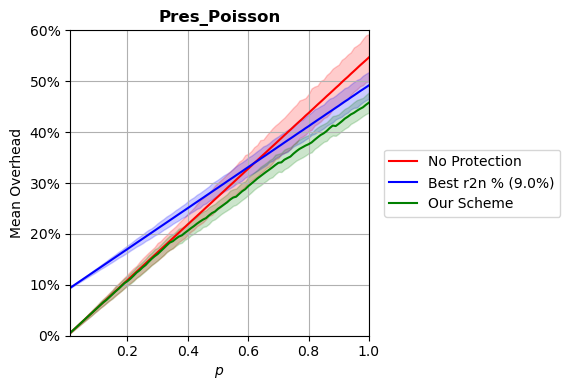 Pres_Poisson
60%
50%
40%
30%
20%
10%
0%
Mean Overhead
0.2 0.4 0.6 0.8 1.0
p
No Protection
Best r2n % (9.0%)
Our Scheme